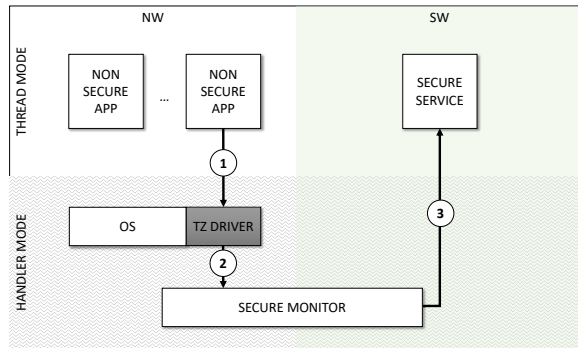 NW
SW
THREAD MODE
NON
SECURE
APP
...
NON
SECURE
APP
SECURE
SERVICE
1
HANDLER MODE
OS
TZ DRIVER
2
3
SECURE MONITOR